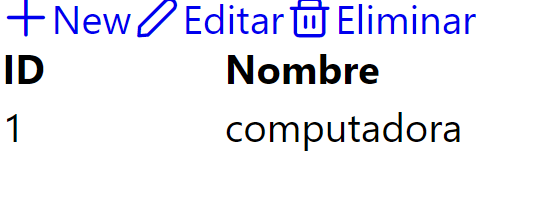 New Editar Eliminar
ID Nombre
1 computadora